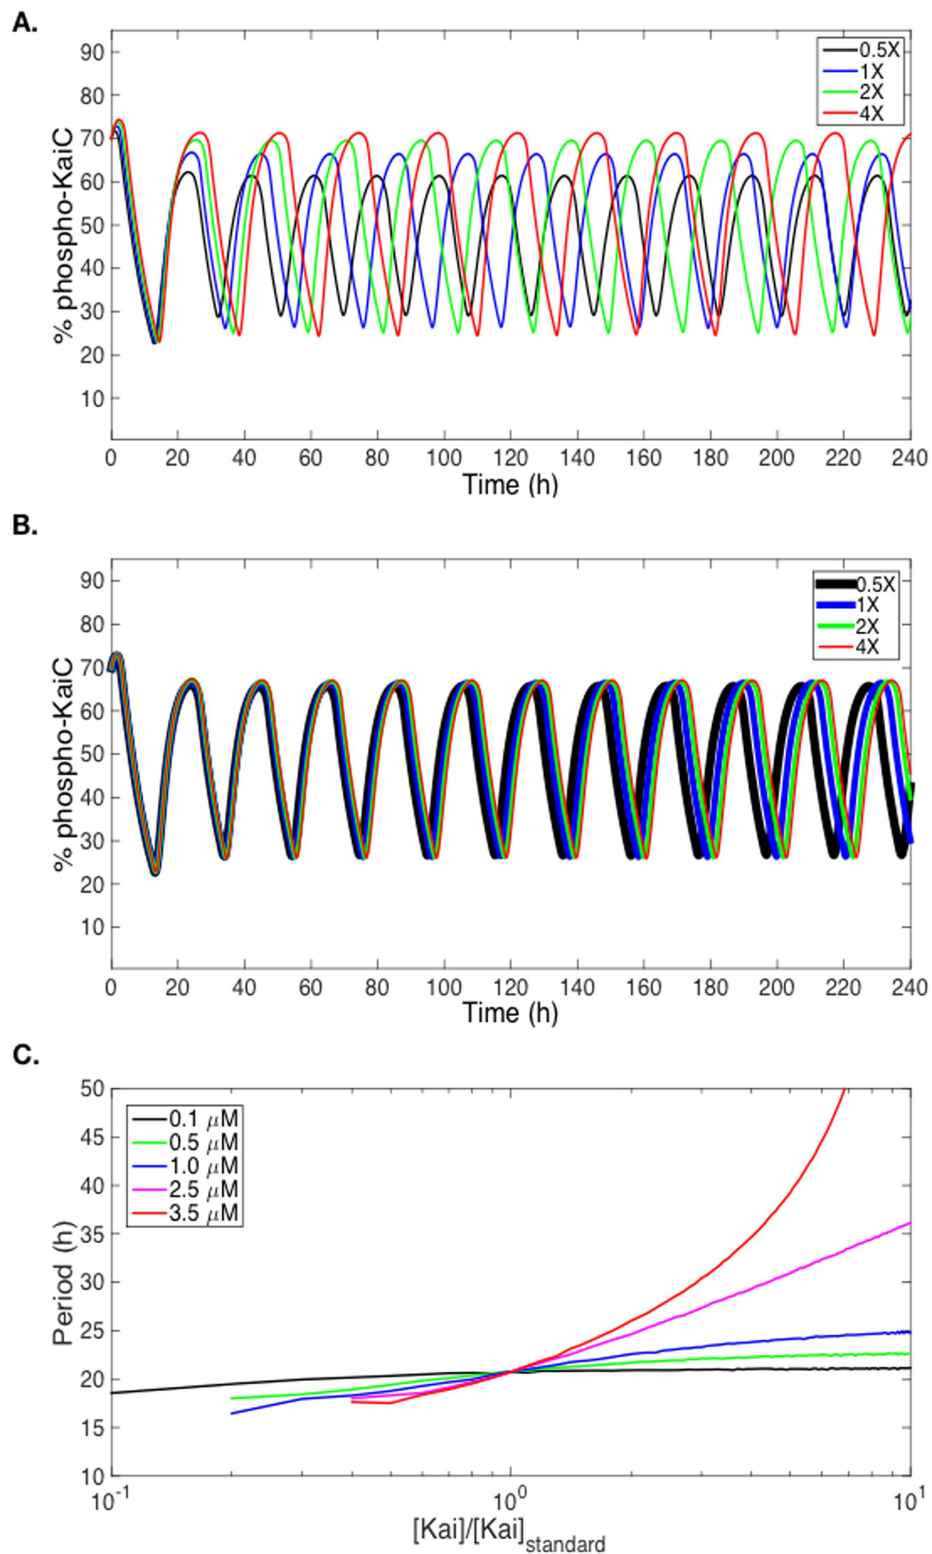 A.
% phospho-KaiC
90
80
70
60
50
40
30
20
10
0.5X
1X
2X
4X
0 20 40 60 80 100 120 140 160 180 200 220 240
Time (h)
B.
% phospho-KaiC
90
80
70
60
50
40
30
20
10
0.5X
1X
2X
4X
0 20 40 60 80 100 120 140 160 180 200 220 240
Time (h)
C.
Period (h)
50
45
40
35
30
25
20
15
10
0.1 μM
0.5 μM
1.0 μM
2.5 μM
3.5 μM
10^-1 10^0 10^1
[Kai]/[Kai]standard